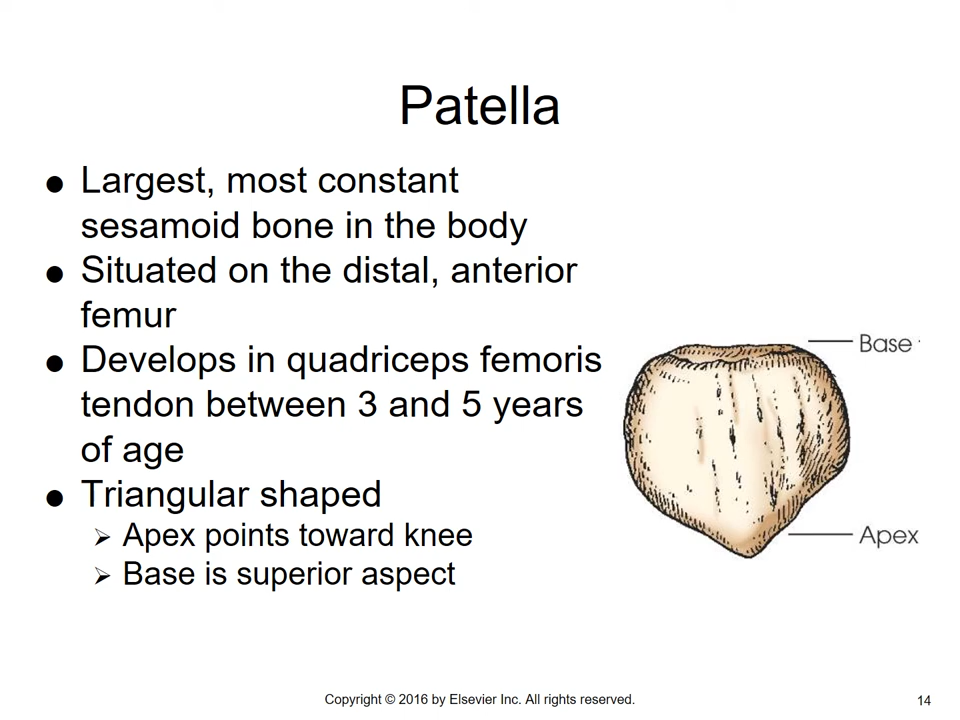 Patella
● Largest, most constant
sesamoid bone in the body
● Situated on the distal, anterior
femur
● Develops in quadriceps femoris
tendon between 3 and 5 years
of age
● Triangular shaped
➢ Apex points toward knee
➢ Base is superior aspect
Base
Apex
Copyright © 2016 by Elsevier Inc. All rights reserved.
14